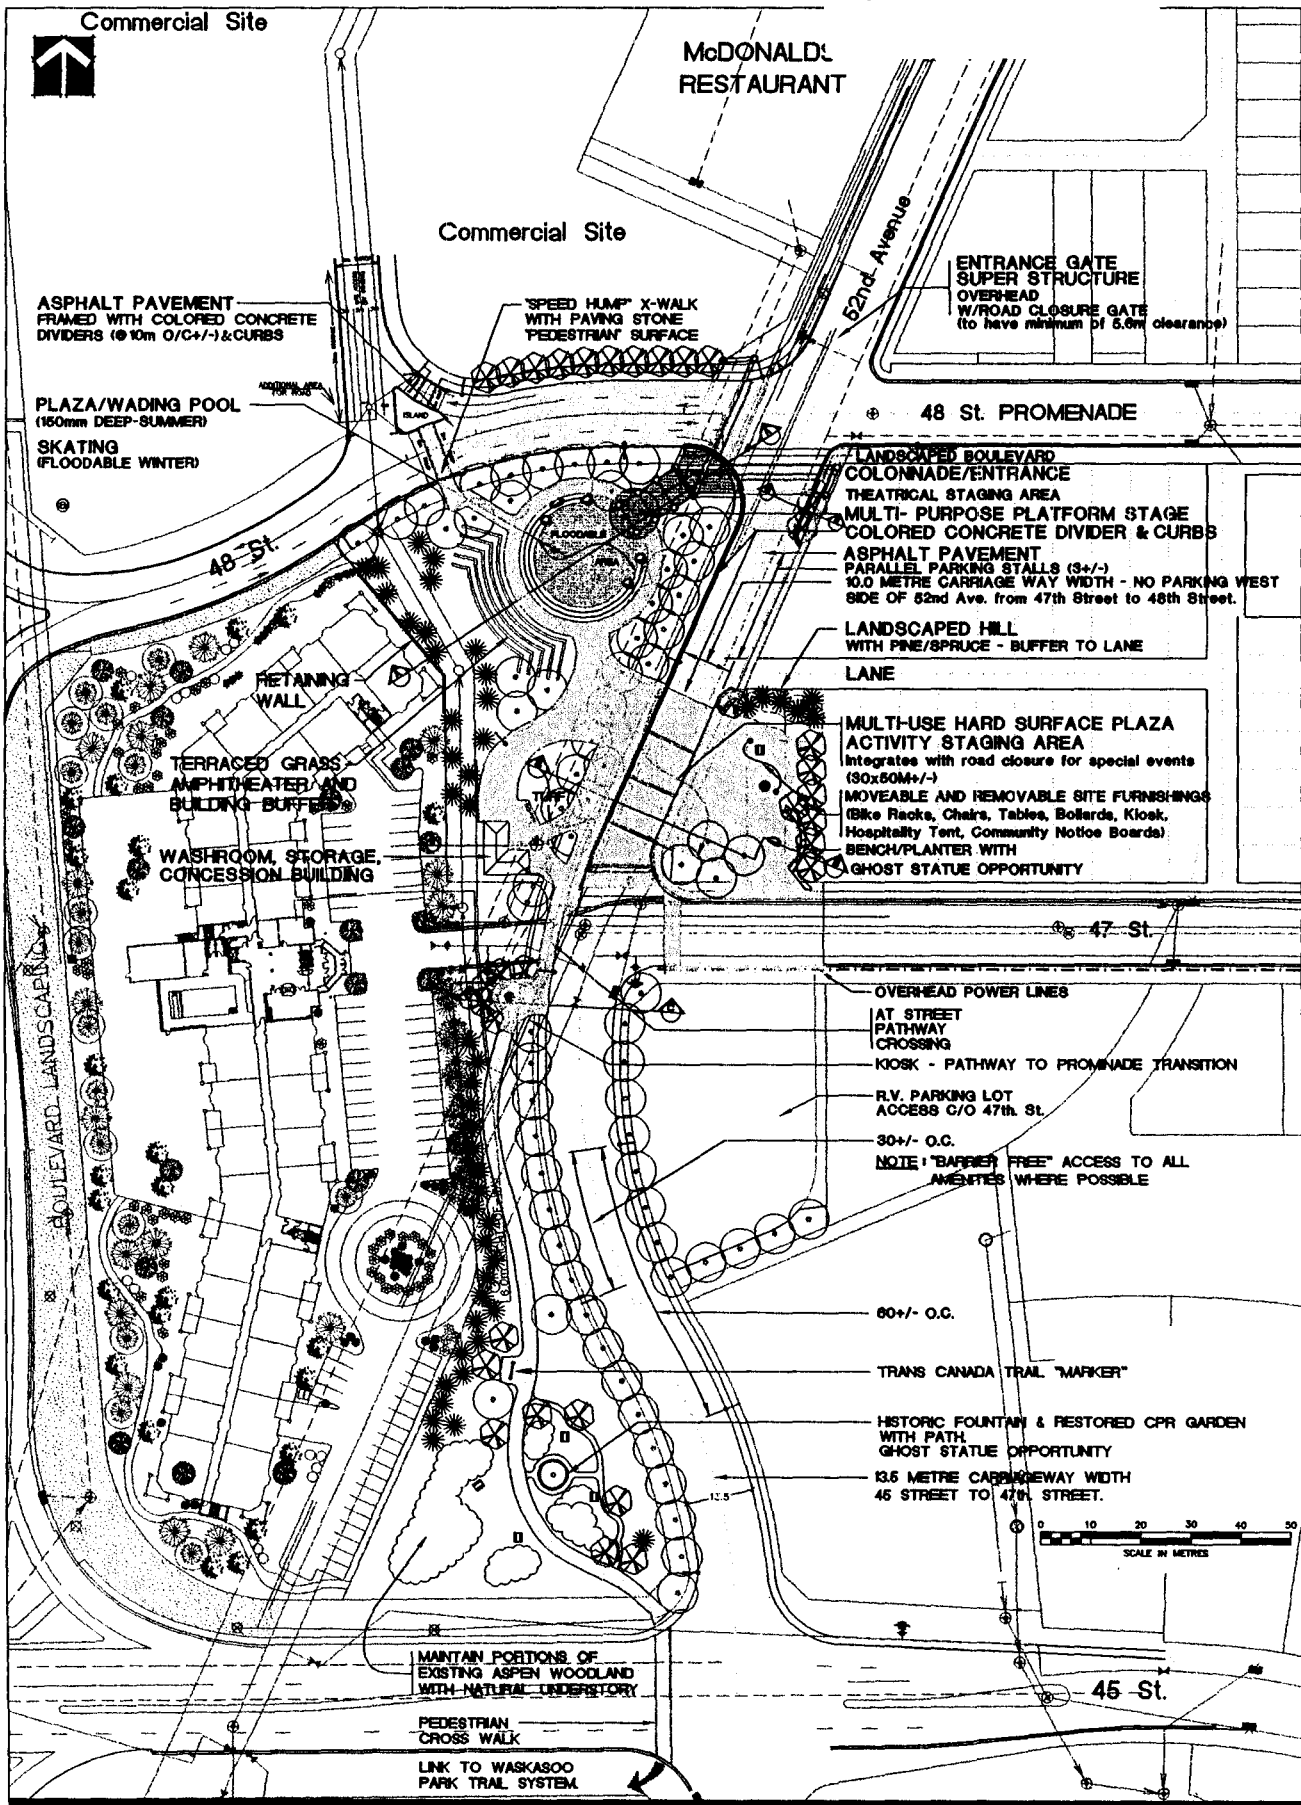 Commercial Site
McDONALD'S
RESTAURANT
Commercial Site
52nd Avenue
ENTRANCE GATE
SUPER STRUCTURE
OVERHEAD
W/ROAD CLOSURE GATE
(to have minimum of 5.6m clearance)
ASPHALT PAVEMENT
FRAMED WITH COLORED CONCRETE
DIVIDERS (@ 10m O/C+/-) & CURBS
"SPEED HUMP" X-WALK
WITH PAVING STONE
"PEDESTRIAN" SURFACE
ADDITIONAL AREA
FOR ROAD
ISLAND
PLAZA/WADING POOL
(150mm DEEP-SUMMER)
SKATING
(FLOODABLE WINTER)
48 St. PROMENADE
LANDSCAPED BOULEVARD
COLONNADE/ENTRANCE
THEATRICAL STAGING AREA
MULTI- PURPOSE PLATFORM STAGE
COLORED CONCRETE DIVIDER & CURBS
ASPHALT PAVEMENT
PARALLEL PARKING STALLS (3+/-)
10.0 METRE CARRIAGE WAY WIDTH - NO PARKING WEST
SIDE OF 52nd Ave. from 47th Street to 48th Street.
FLOODABLE
AREA
48 St.
LANDSCAPED HILL
WITH PINE/SPRUCE - BUFFER TO LANE
LANE
RETAINING
WALL
MULTI-USE HARD SURFACE PLAZA
ACTIVITY STAGING AREA
Integrates with road closure for special events
(30x50M+/-)
MOVEABLE AND REMOVABLE SITE FURNISHINGS
(Bike Racks, Chairs, Tables, Bollards, Kiosk,
Hospitality Tent, Community Notice Boards)
BENCH/PLANTER WITH
GHOST STATUE OPPORTUNITY
TERRACED GRASS
AMPHITHEATER AND
BUILDING BUFFER
TURF
WASHROOM, STORAGE,
CONCESSION BUILDING
47 St.
OVERHEAD POWER LINES
AT STREET
PATHWAY
CROSSING
KIOSK - PATHWAY TO PROMINADE TRANSITION
R.V. PARKING LOT
ACCESS C/O 47th. St.
30+/- O.C.
NOTE: "BARRIER FREE" ACCESS TO ALL
AMENITIES WHERE POSSIBLE
BOULEVARD LANDSCAPING
60+/- O.C.
TRANS CANADA TRAIL "MARKER"
HISTORIC FOUNTAIN & RESTORED CPR GARDEN
WITH PATH.
GHOST STATUE OPPORTUNITY
13.5 METRE CARRIAGEWAY WIDTH
45 STREET TO 47th. STREET.
13.5
0 10 20 30 40 50
SCALE IN METRES
MAINTAIN PORTIONS OF
EXISTING ASPEN WOODLAND
WITH NATURAL UNDERSTORY
45 St.
PEDESTRIAN
CROSS WALK
LINK TO WASKASOO
PARK TRAIL SYSTEM.